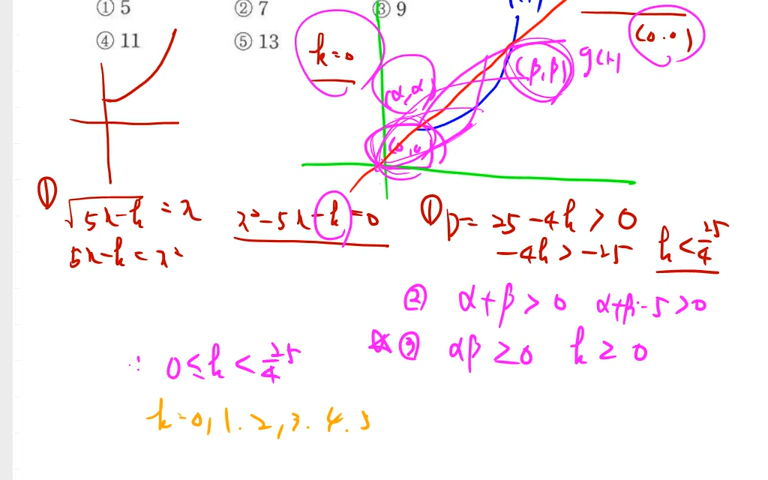 ① 5 ② 7 ③ 9
④ 11 ⑤ 13
k=0
(0.0)
(α,α)
(β,β) g(x)
① √5x-k = x
5x-k=x²
x²-5x-k=0
① D= 25-4k > 0
-4k>-25 k<25/4
② α+β>0 α+β=5>0
③ αβ≥0 k≥0
∴ 0≤k<25/4
k=0,1.2,3.4.5